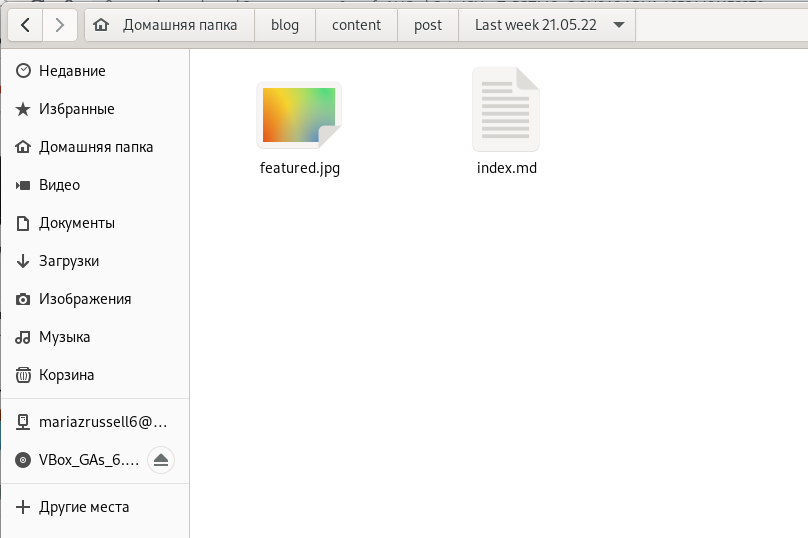 Домашняя папка
blog
content
post
Last week 21.05.22
Недавние
Избранные
Домашняя папка
Видео
Документы
Загрузки
Изображения
Музыка
Корзина
mariazrussell6@...
VBox_GAs_6....
Другие места
featured.jpg
index.md